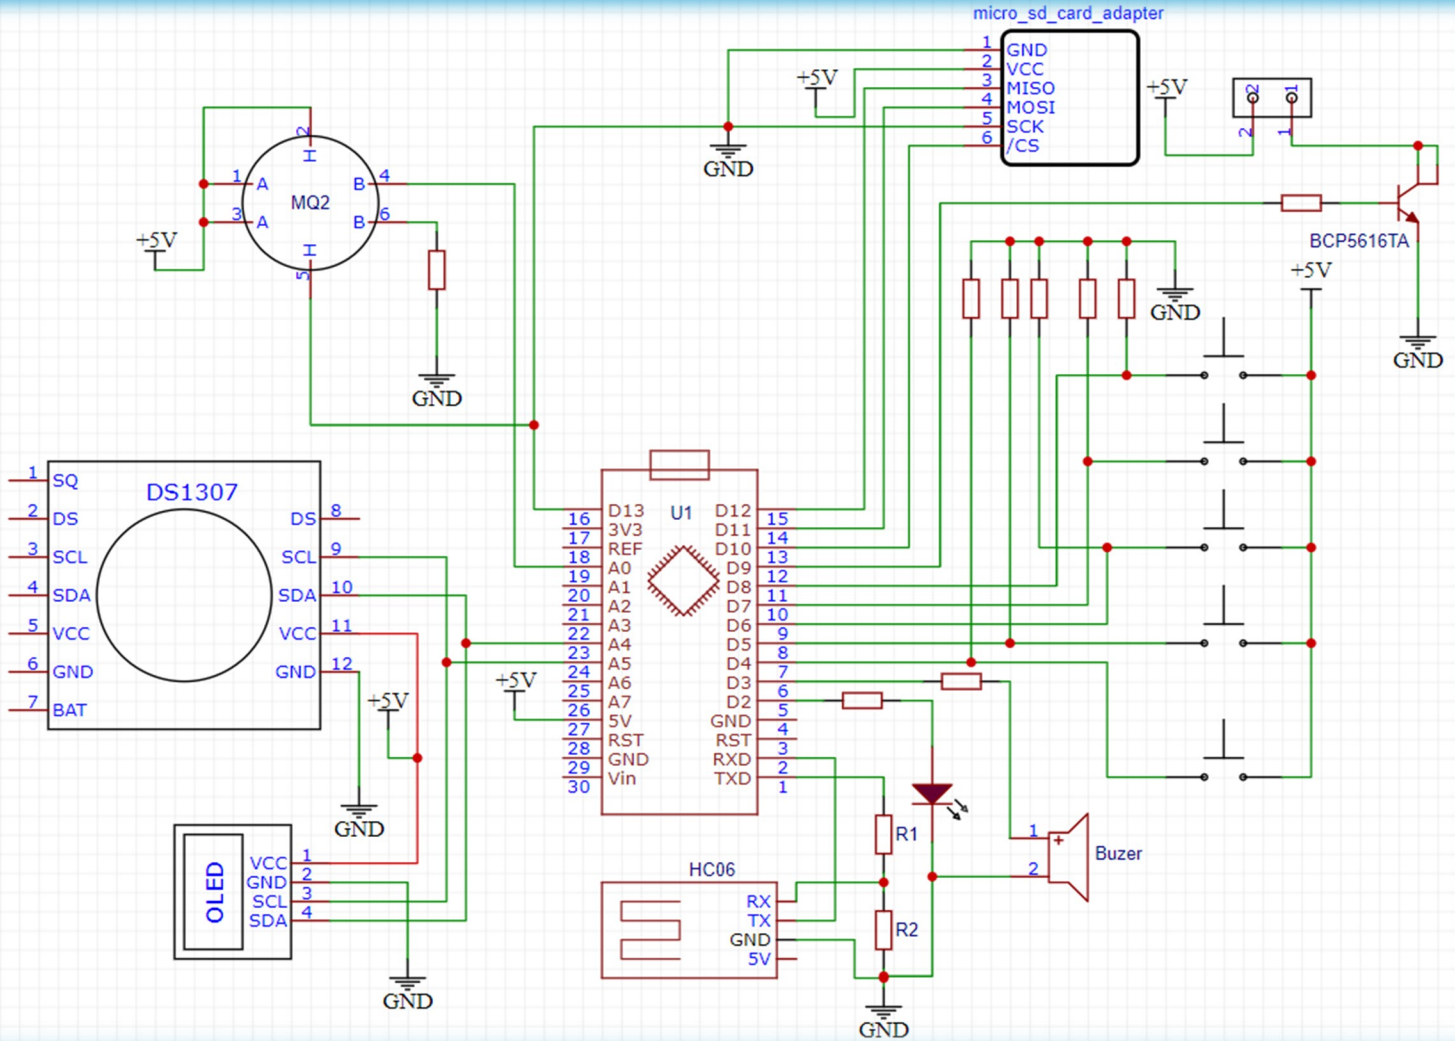 micro_sd_card_adapter
1 GND
2 VCC
3 MISO
4 MOSI
5 SCK
6 /CS
+5V
GND
+5V
2 1
2 1
BCP5616TA
GND
+5V
GND
MQ2
2 H
1 A
3 A
B 4
B 6
H 5
+5V
GND
DS1307
1 SQ
2 DS
3 SCL
4 SDA
5 VCC
6 GND
7 BAT
DS 8
SCL 9
SDA 10
VCC 11
GND 12
+5V
GND
OLED
VCC 1
GND 2
SCL 3
SDA 4
GND
+5V
U1
D13 16
3V3 17
REF 18
A0 19
A1 20
A2 21
A3 22
A4 23
A5 24
A6 25
A7 26
5V 27
RST 28
GND 29
Vin 30
D12 15
D11 14
D10 13
D9 12
D8 11
D7 10
D6 9
D5 8
D4 7
D3 6
D2 5
GND 4
RST 3
RXD 2
TXD 1
HC06
RX
TX
GND
5V
R1
R2
GND
1 +
2
Buzer